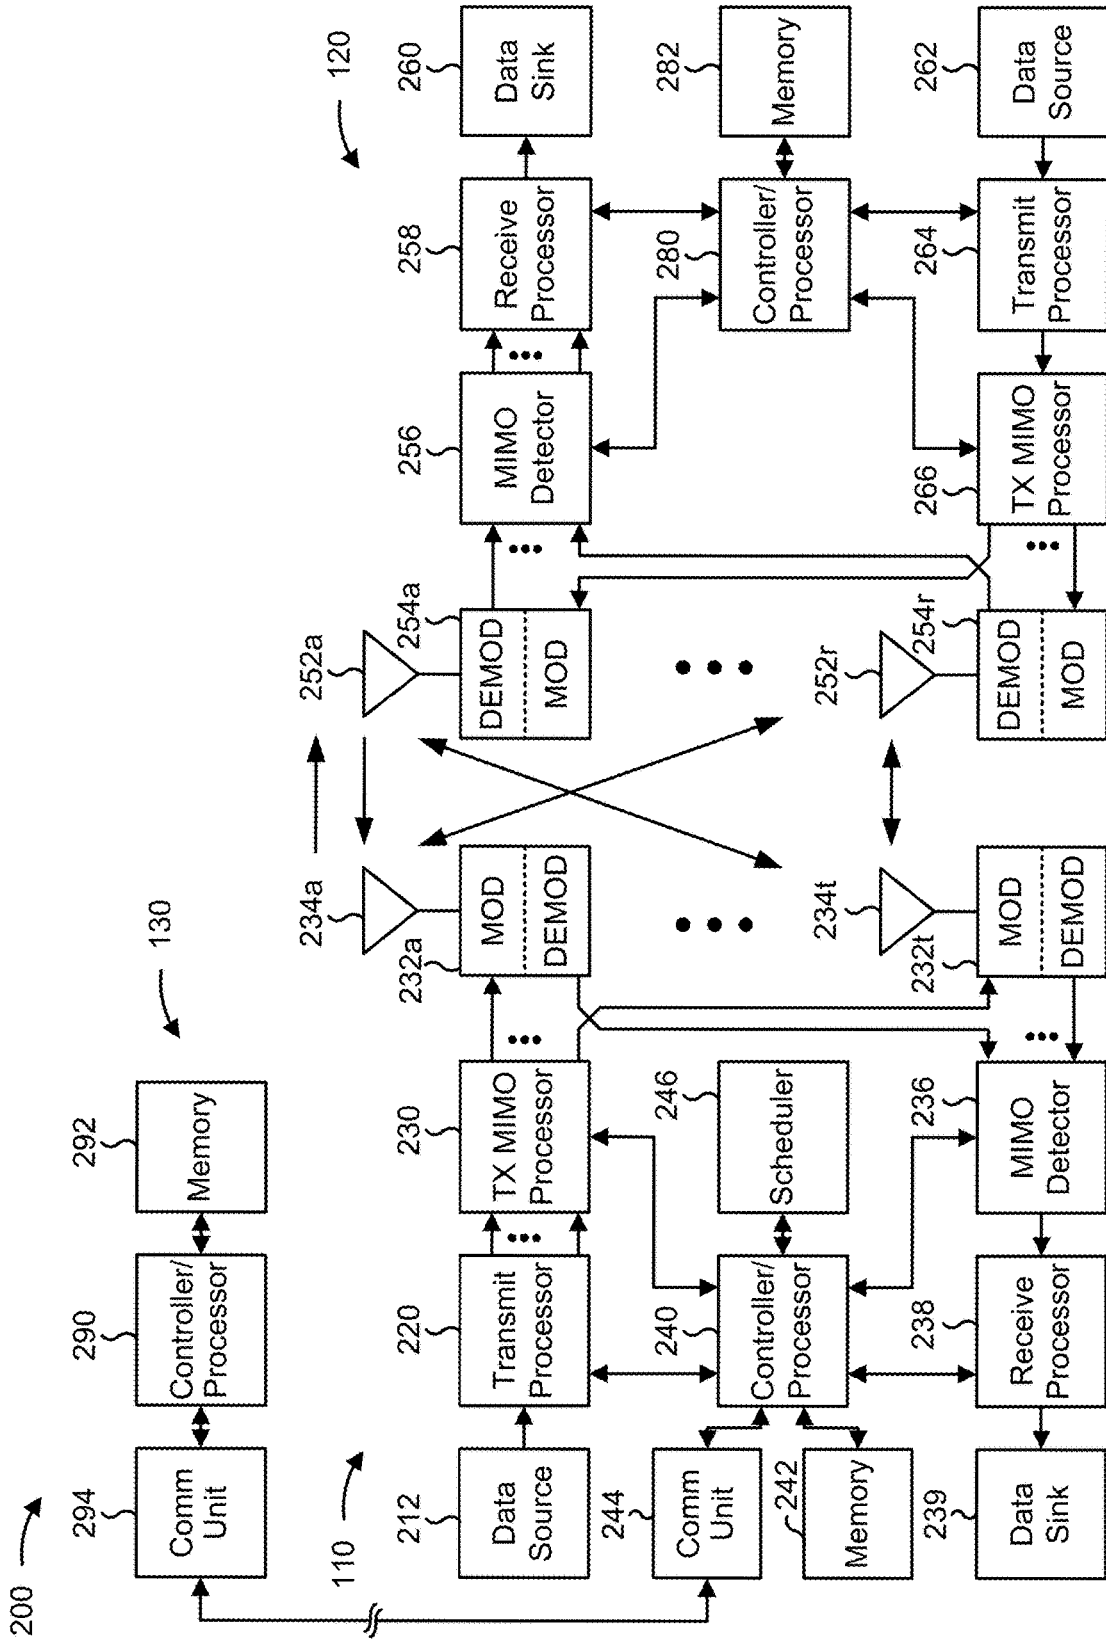 200
294
Comm
Unit
290
Controller/
Processor
292
Memory
130
110
212
Data
Source
220
Transmit
Processor
230
TX MIMO
Processor
232a
MOD
DEMOD
234a
252a
254a
DEMOD
MOD
256
MIMO
Detector
258
Receive
Processor
260
Data
Sink
120
244
Comm
Unit
242
Memory
240
Controller/
Processor
246
Scheduler
280
Controller/
Processor
282
Memory
239
Data
Sink
238
Receive
Processor
236
MIMO
Detector
232t
MOD
DEMOD
234t
252r
254r
DEMOD
MOD
266
TX MIMO
Processor
264
Transmit
Processor
262
Data
Source